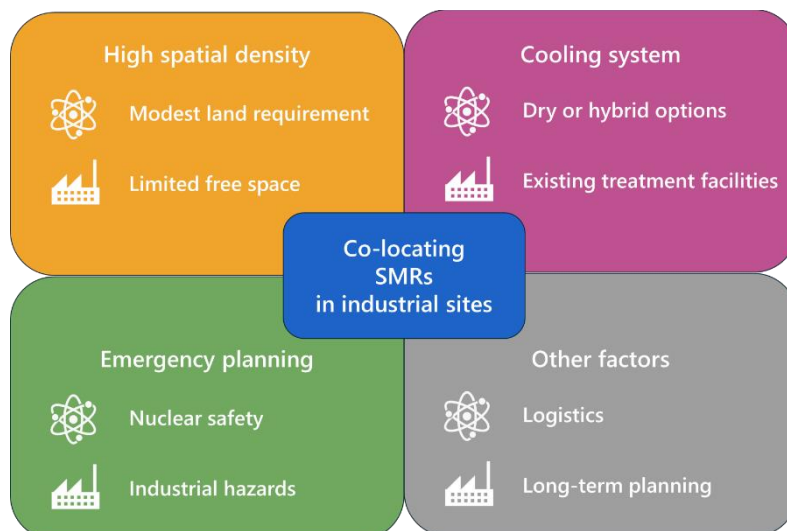 High spatial density
Modest land requirement
Limited free space
Cooling system
Dry or hybrid options
Existing treatment facilities
Co-locating
SMRs
in industrial sites
Emergency planning
Nuclear safety
Industrial hazards
Other factors
Logistics
Long-term planning